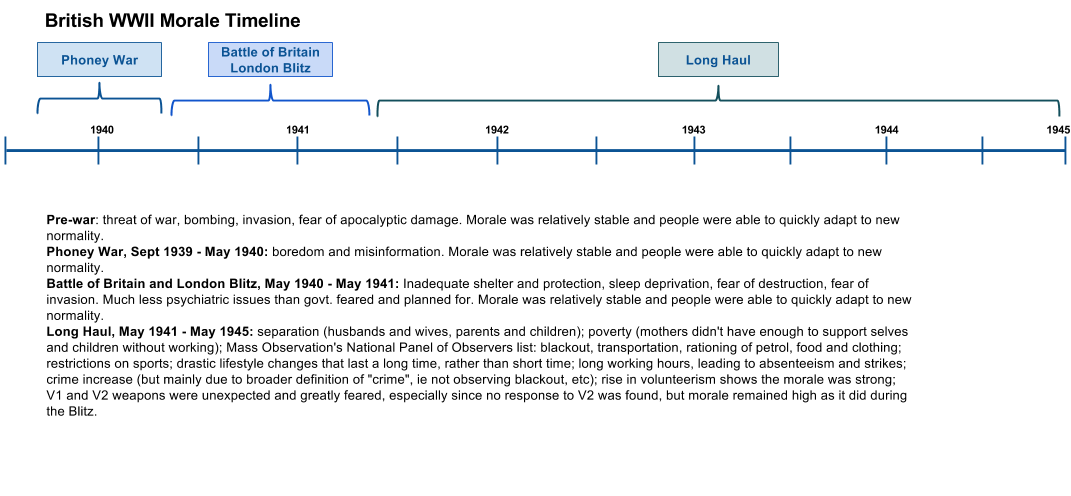 British WWII Morale Timeline
Phoney War
Battle of Britain
London Blitz
Long Haul
1940
1941
1942
1943
1944
1945
Pre-war: threat of war, bombing, invasion, fear of apocalyptic damage. Morale was relatively stable and people were able to quickly adapt to new
normality.
Phoney War, Sept 1939 - May 1940: boredom and misinformation. Morale was relatively stable and people were able to quickly adapt to new
normality.
Battle of Britain and London Blitz, May 1940 - May 1941: Inadequate shelter and protection, sleep deprivation, fear of destruction, fear of
invasion. Much less psychiatric issues than govt. feared and planned for. Morale was relatively stable and people were able to quickly adapt to new
normality.
Long Haul, May 1941 - May 1945: separation (husbands and wives, parents and children); poverty (mothers didn't have enough to support selves
and children without working); Mass Observation's National Panel of Observers list: blackout, transportation, rationing of petrol, food and clothing;
restrictions on sports; drastic lifestyle changes that last a long time, rather than short time; long working hours, leading to absenteeism and strikes;
crime increase (but mainly due to broader definition of "crime", ie not observing blackout, etc); rise in volunteerism shows the morale was strong;
V1 and V2 weapons were unexpected and greatly feared, especially since no response to V2 was found, but morale remained high as it did during
the Blitz.